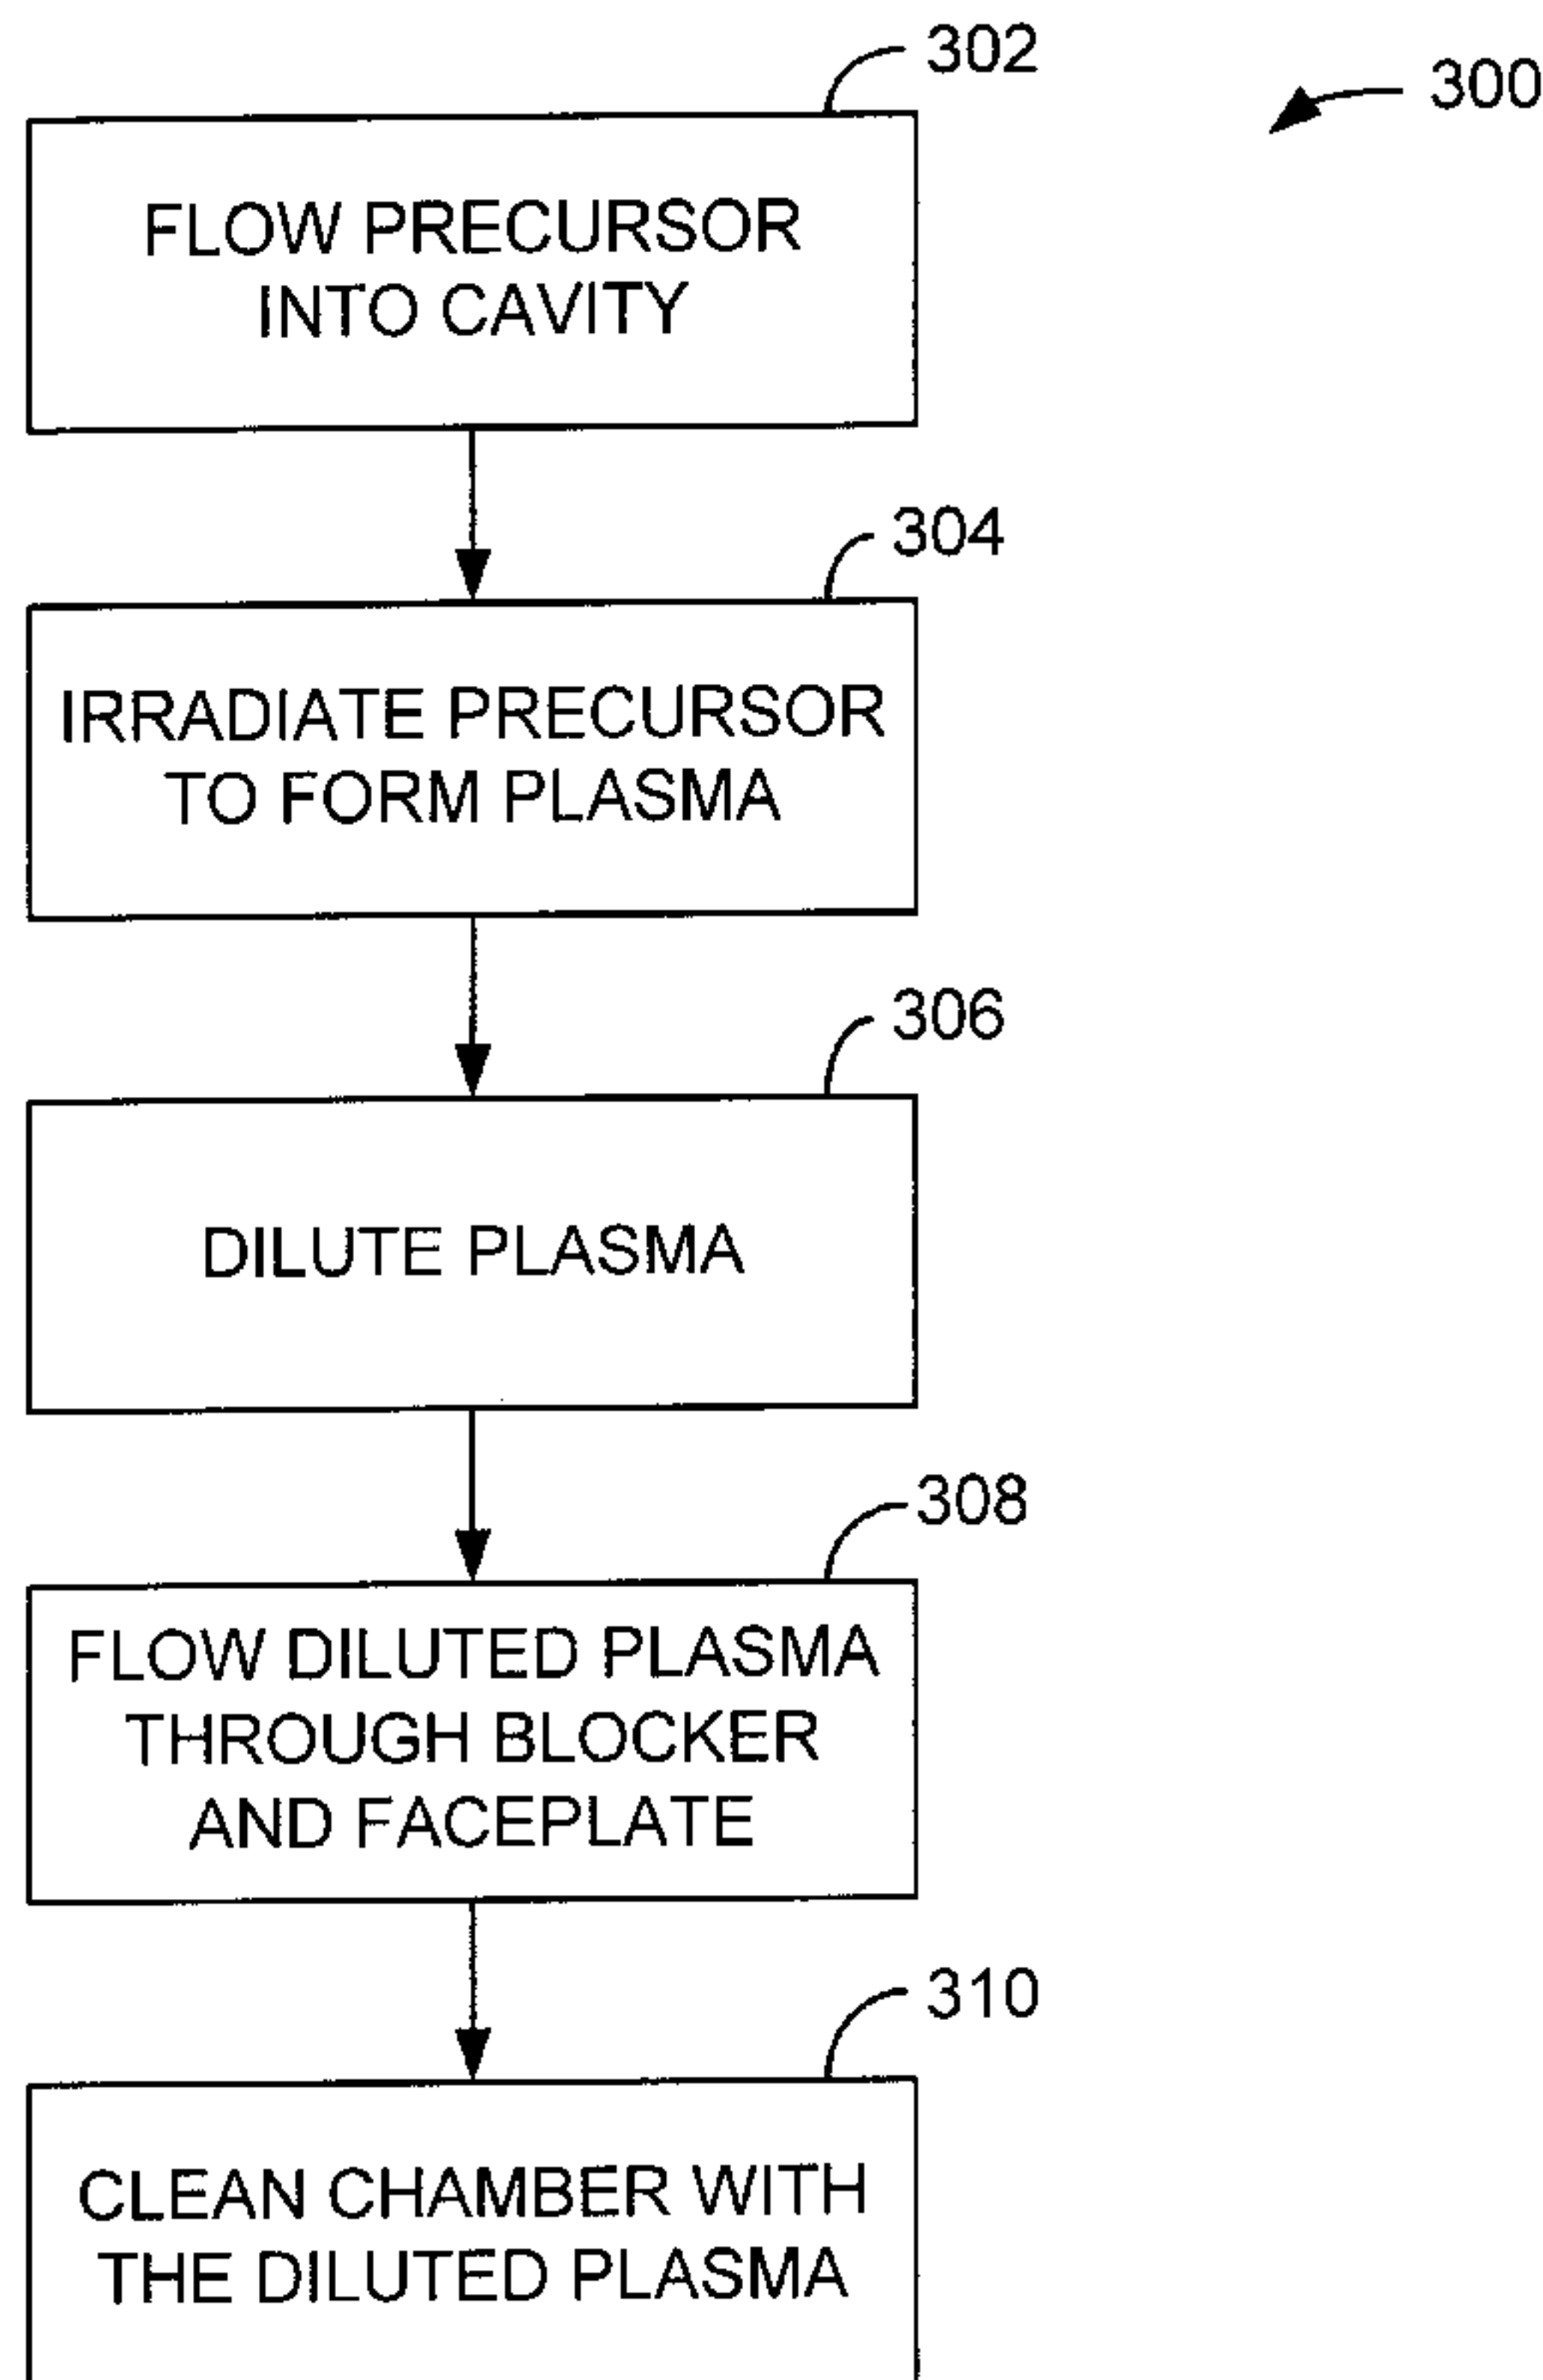 302
300
FLOW PRECURSOR
INTO CAVITY
304
IRRADIATE PRECURSOR
TO FORM PLASMA
306
DILUTE PLASMA
308
FLOW DILUTED PLASMA
THROUGH BLOCKER
AND FACEPLATE
310
CLEAN CHAMBER WITH
THE DILUTED PLASMA